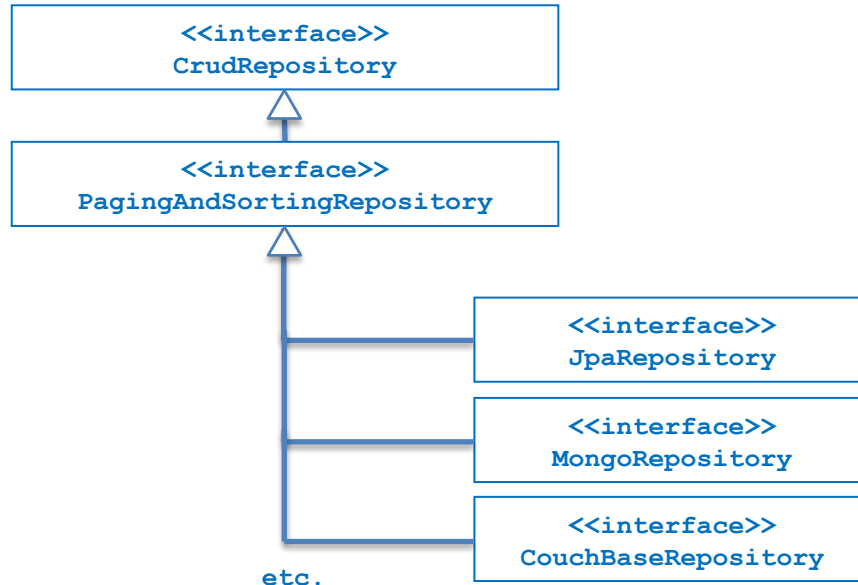 <<interface>>
CrudRepository
<<interface>>
PagingAndSortingRepository
<<interface>>
JpaRepository
<<interface>>
MongoRepository
<<interface>>
CouchBaseRepository
etc.